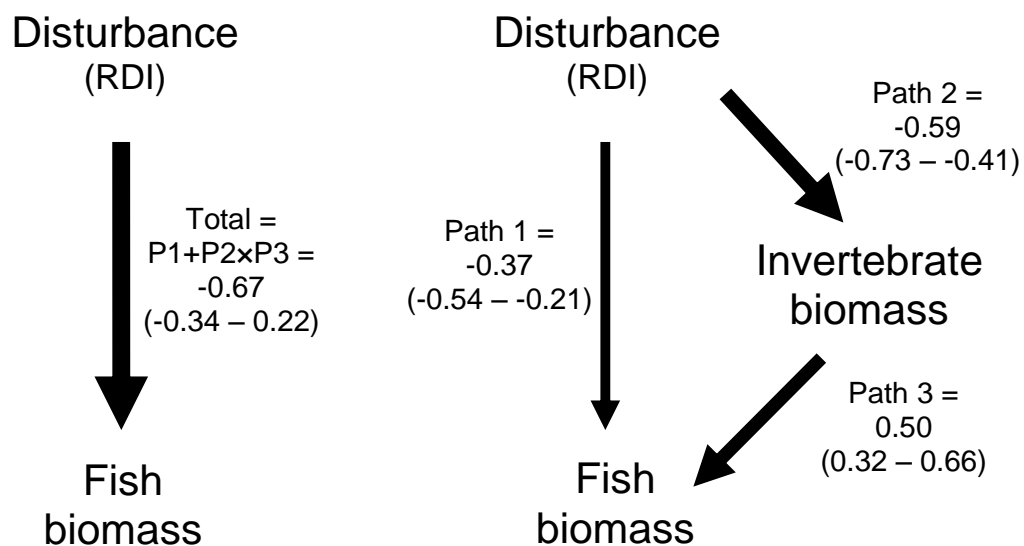 Disturbance
(RDI)
Total =
P1+P2×P3 =
-0.67
(-0.34 – 0.22)
Fish
biomass
Disturbance
(RDI)
Path 1 =
-0.37
(-0.54 – -0.21)
Path 2 =
-0.59
(-0.73 – -0.41)
Invertebrate
biomass
Path 3 =
0.50
(0.32 – 0.66)
Fish
biomass